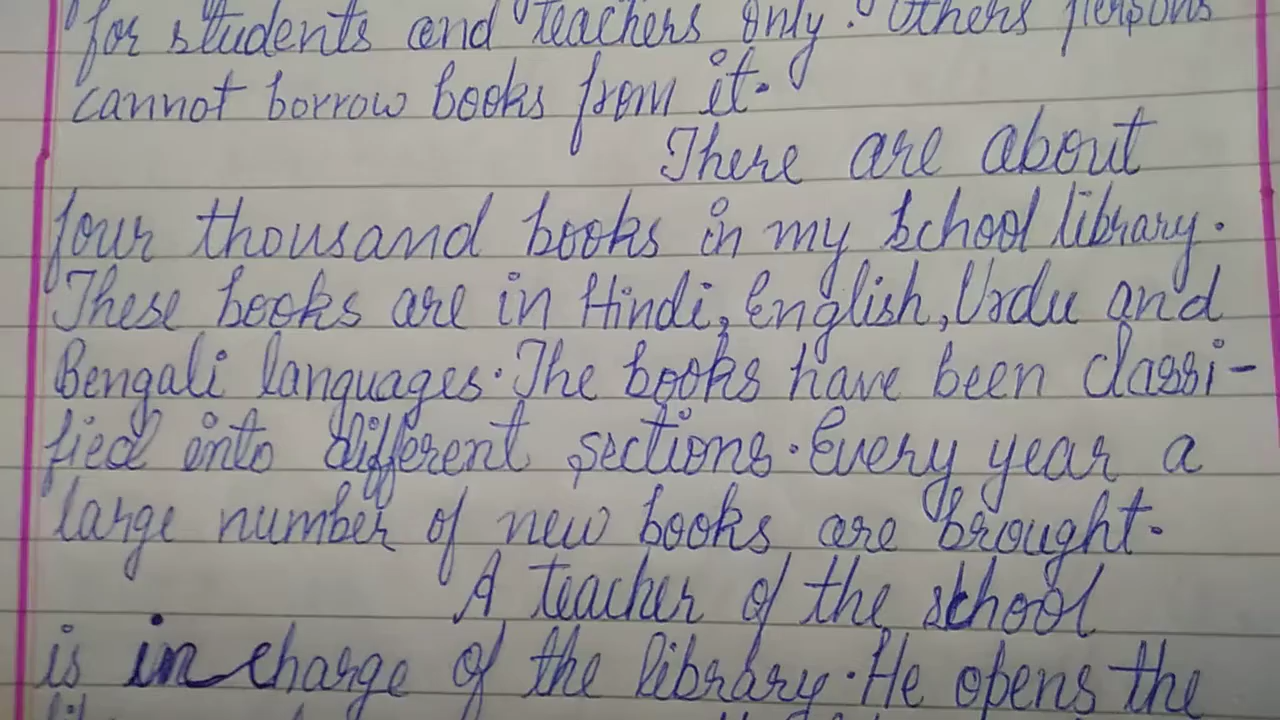 for students and teachers only. Others persons
cannot borrow books from it.
There are about
four thousand books in my school library.
These books are in Hindi, English, Urdu and
Bengali languages. The books have been classi-
fied into different sections. Every year a
large number of new books are brought.
A teacher of the school
is in charge of the library. He opens the